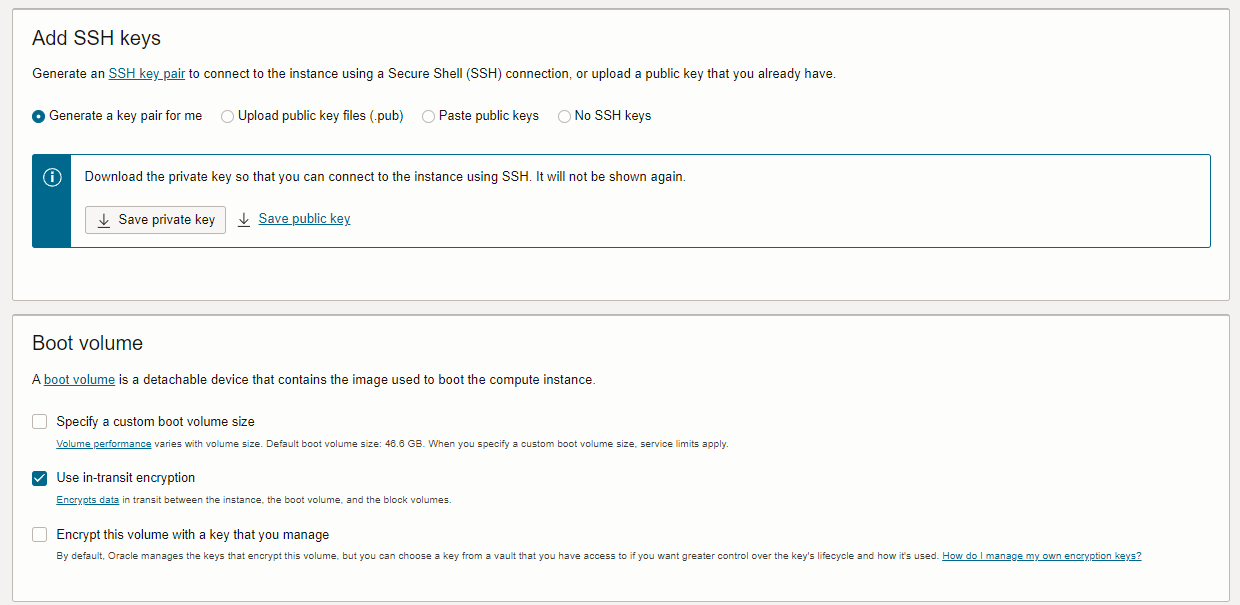 Add SSH keys
Generate an SSH key pair to connect to the instance using a Secure Shell (SSH) connection, or upload a public key that you already have.
Generate a key pair for me Upload public key files (.pub) Paste public keys No SSH keys
Download the private key so that you can connect to the instance using SSH. It will not be shown again.
Save private key Save public key
Boot volume
A boot volume is a detachable device that contains the image used to boot the compute instance.
Specify a custom boot volume size
Volume performance varies with volume size. Default boot volume size: 46.6 GB. When you specify a custom boot volume size, service limits apply.
Use in-transit encryption
Encrypts data in transit between the instance, the boot volume, and the block volumes.
Encrypt this volume with a key that you manage
By default, Oracle manages the keys that encrypt this volume, but you can choose a key from a vault that you have access to if you want greater control over the key's lifecycle and how it's used. How do I manage my own encryption keys?